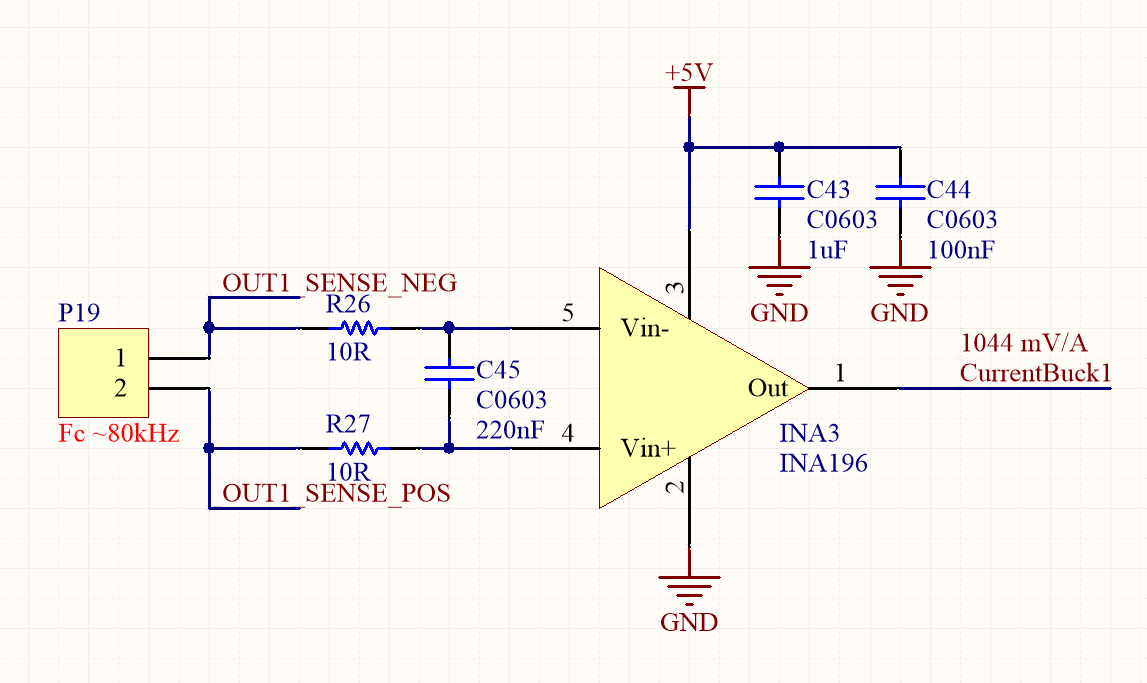 +5V
C43
C0603
1uF
C44
C0603
100nF
GND
GND
3
OUT1_SENSE_NEG
R26
10R
P19
1
2
Fc ~80kHz
5
Vin-
C45
C0603
220nF
R27
10R
4
Vin+
OUT1_SENSE_POS
Out
1
1044 mV/A
CurrentBuck1
INA3
INA196
2
GND